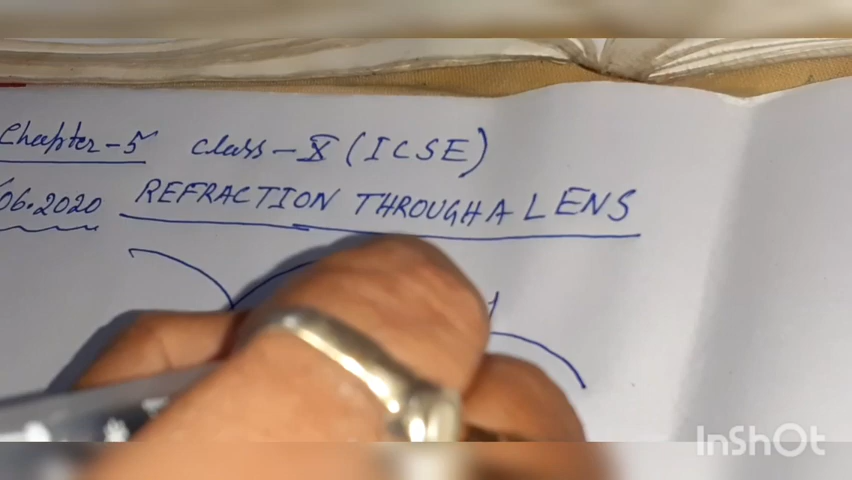 Chapter-5 Class-X (ICSE)
06.2020 REFRACTION THROUGH A LENS
InShOt